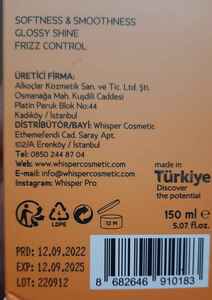 SOFTNESS & SMOOTHNESS
GLOSSY SHINE
FRIZZ CONTROL
ÜRETİCİ FİRMA:
Alkoçlar Kozmetik San. ve Tic. Ltd. Şti.
Osmanağa Mah. Kuşdili Caddesi
Platin Paruk Blok No:44
Kadıköy / İstanbul
DİSTRİBÜTÖR/BAYİ: Whisper Cosmetic
Ethemefendi Cad. Saray Apt.
102/A Erenköy / İstanbul
Tel: 0850 244 87 04
Web: www.whispercosmetic.com
E-mail: info@whispercosmetic.com
Instagram: Whisper Pro
made in
Türkiye
Discover
the potential
LDPE
12 M
150 ml e
5.07 fl.oz.
PRD: 12.09.2022
EXP: 12.09.2025
LOT: 220912
8 682646 910183